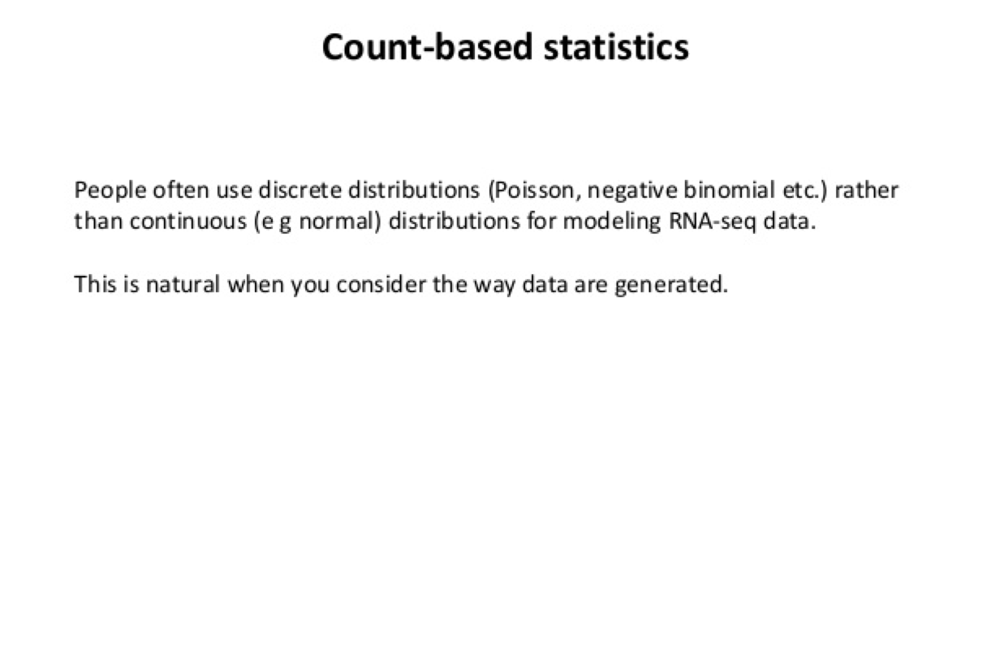 Count-based statistics
People often use discrete distributions (Poisson, negative binomial etc.) rather
than continuous (e g normal) distributions for modeling RNA-seq data.
This is natural when you consider the way data are generated.